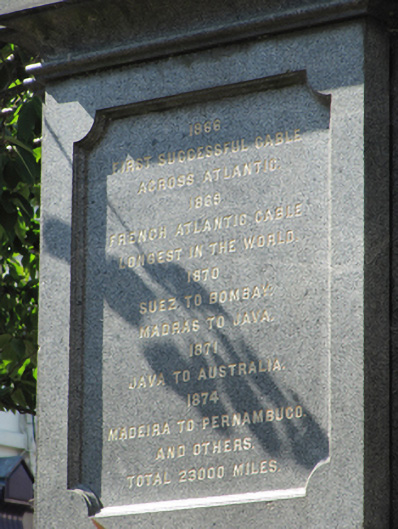 1866
FIRST SUCCESSFUL CABLE
ACROSS ATLANTIC.
1869
FRENCH ATLANTIC CABLE
LONGEST IN THE WORLD.
1870
SUEZ TO BOMBAY.
MADRAS TO JAVA.
1871
JAVA TO AUSTRALIA.
1874
MADEIRA TO PERNAMBUCO.
AND OTHERS.
TOTAL 23000 MILES.